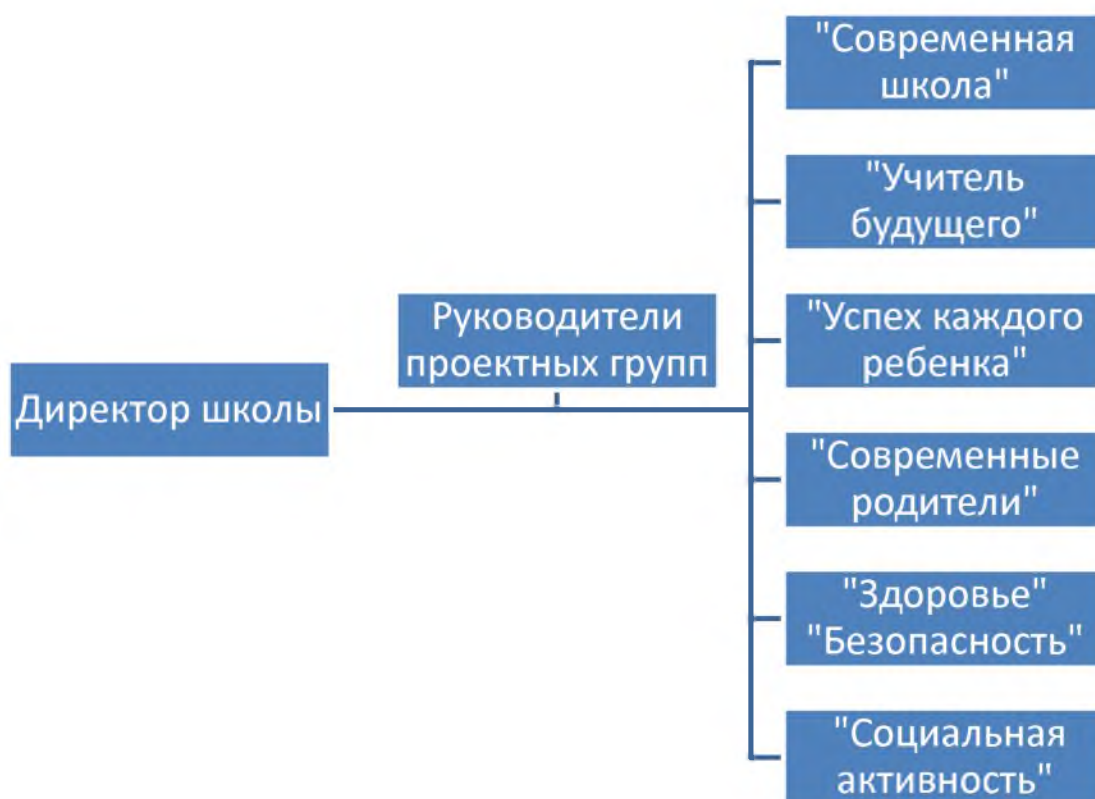 "Современная
школа"
"Учитель
будущего"
"Успех каждого
ребенка"
Руководители
проектных групп
Директор школы
"Современные
родители"
"Здоровье"
"Безопасность"
"Социальная
активность"